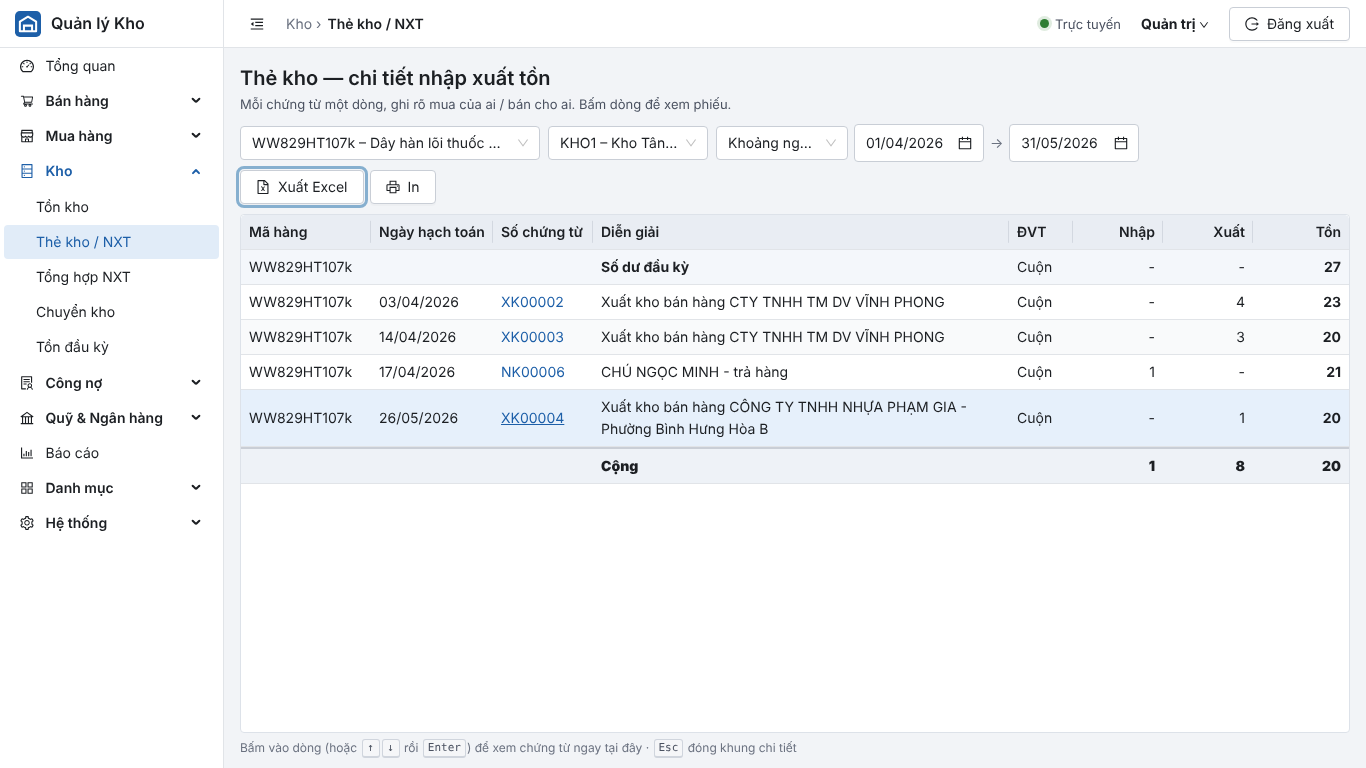 Quản lý Kho
Kho › Thẻ kho / NXT
Trực tuyến
Quản trị
Đăng xuất
Tổng quan
Bán hàng
Mua hàng
Kho
Tồn kho
Thẻ kho / NXT
Tổng hợp NXT
Chuyển kho
Tồn đầu kỳ
Công nợ
Quỹ & Ngân hàng
Báo cáo
Danh mục
Hệ thống
Thẻ kho — chi tiết nhập xuất tồn
Mỗi chứng từ một dòng, ghi rõ mua của ai / bán cho ai. Bấm dòng để xem phiếu.
WW829HT107k – Dây hàn lõi thuốc ... KHO1 – Kho Tân... Khoảng ng... 01/04/2026 → 31/05/2026
Xuất Excel In
Mã hàng Ngày hạch toán Số chứng từ Diễn giải ĐVT Nhập Xuất Tồn
WW829HT107k Số dư đầu kỳ Cuộn - - 27
WW829HT107k 03/04/2026 XK00002 Xuất kho bán hàng CTY TNHH TM DV VĨNH PHONG Cuộn - 4 23
WW829HT107k 14/04/2026 XK00003 Xuất kho bán hàng CTY TNHH TM DV VĨNH PHONG Cuộn - 3 20
WW829HT107k 17/04/2026 NK00006 CHÚ NGỌC MINH - trả hàng Cuộn 1 - 21
WW829HT107k 26/05/2026 XK00004 Xuất kho bán hàng CÔNG TY TNHH NHỰA PHẠM GIA - Cuộn - 1 20
Phường Bình Hưng Hòa B
Cộng 1 8 20
Bấm vào dòng (hoặc ↑ ↓ rồi Enter ) để xem chứng từ ngay tại đây · Esc đóng khung chi tiết